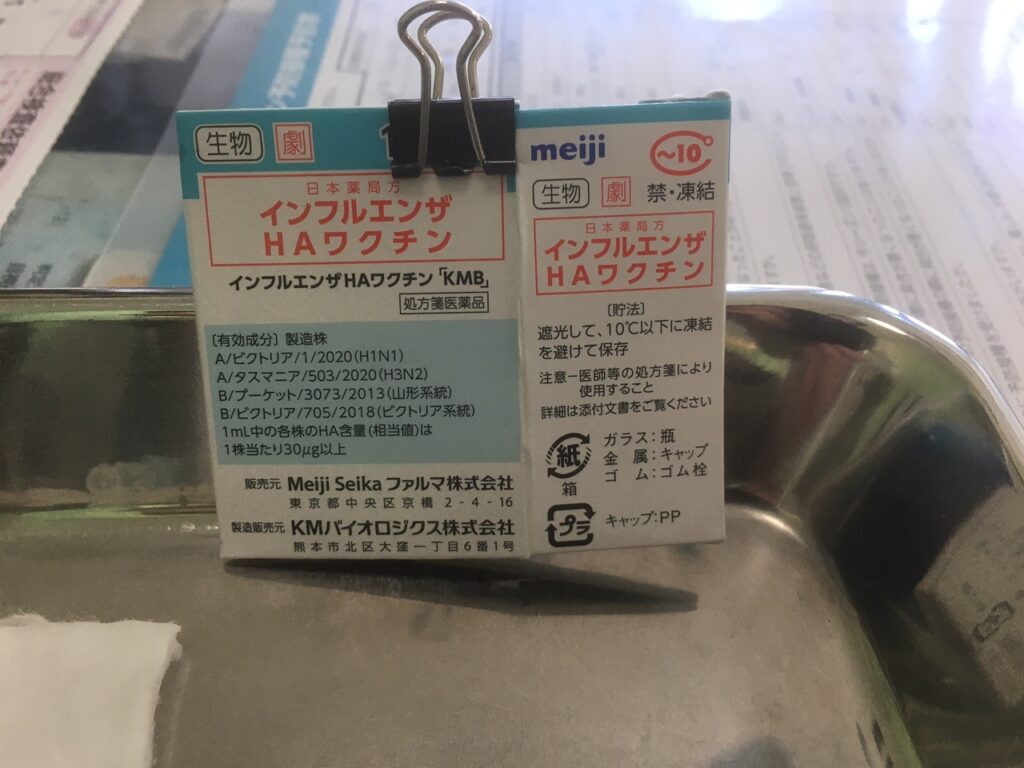 生物 劇
日本薬局方
インフルエンザ
HAワクチン
インフルエンザHAワクチン「KMB」
処方箋医薬品
〔有効成分〕製造株
A/ビクトリア/1/2020(H1N1)
A/タスマニア/503/2020(H3N2)
B/プーケット/3073/2013(山形系統)
B/ビクトリア/705/2018(ビクトリア系統)
1mL中の各株のHA含量(相当値)は
1株当たり30μg以上
販売元 Meiji Seika ファルマ株式会社
東京都中央区京橋 2-4-16
製造販売元 KMバイオロジクス株式会社
熊本市北区大窪一丁目6番1号
meiji ~10°
生物 劇 禁・凍結
日本薬局方
インフルエンザ
HAワクチン
〔貯法〕
遮光して、10℃以下に凍結
を避けて保存
注意-医師等の処方箋により
使用すること
詳細は添付文書をご覧ください
紙
箱
ガラス:瓶
金属:キャップ
ゴム:ゴム栓
プラ
キャップ:PP